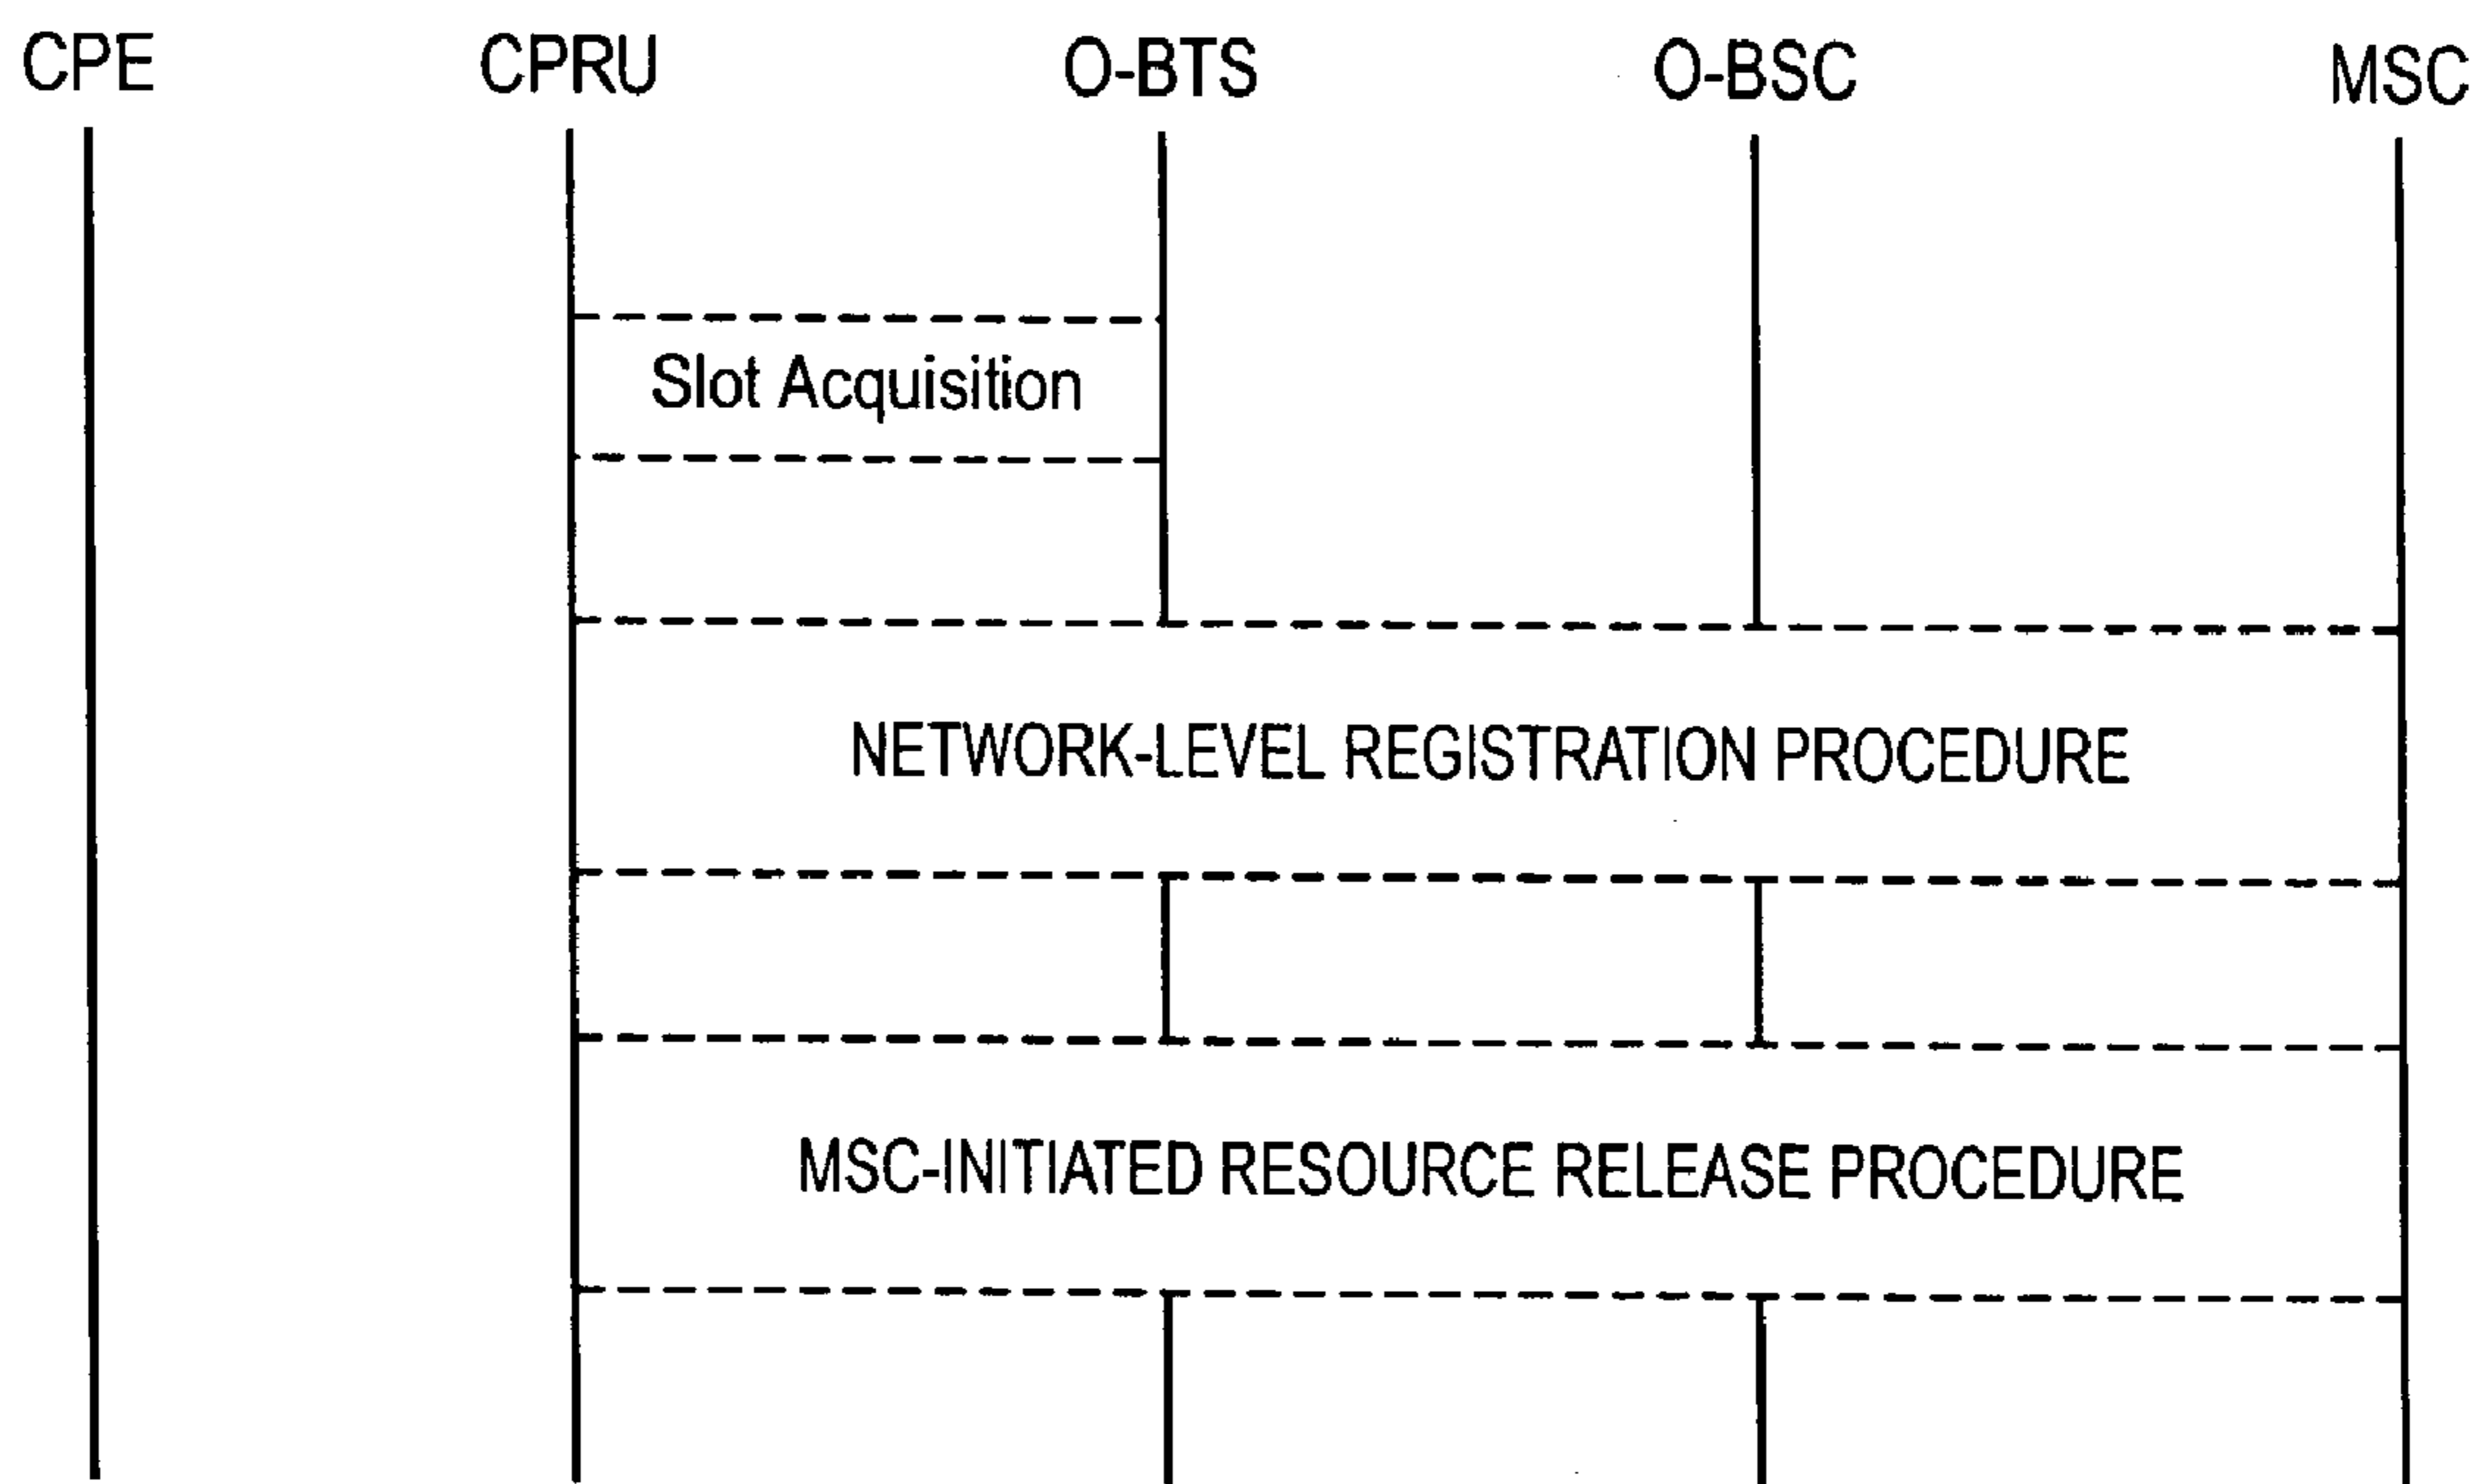 CPE CPRU O-BTS O-BSC MSC
Slot Acquisition
NETWORK-LEVEL REGISTRATION PROCEDURE
MSC-INITIATED RESOURCE RELEASE PROCEDURE